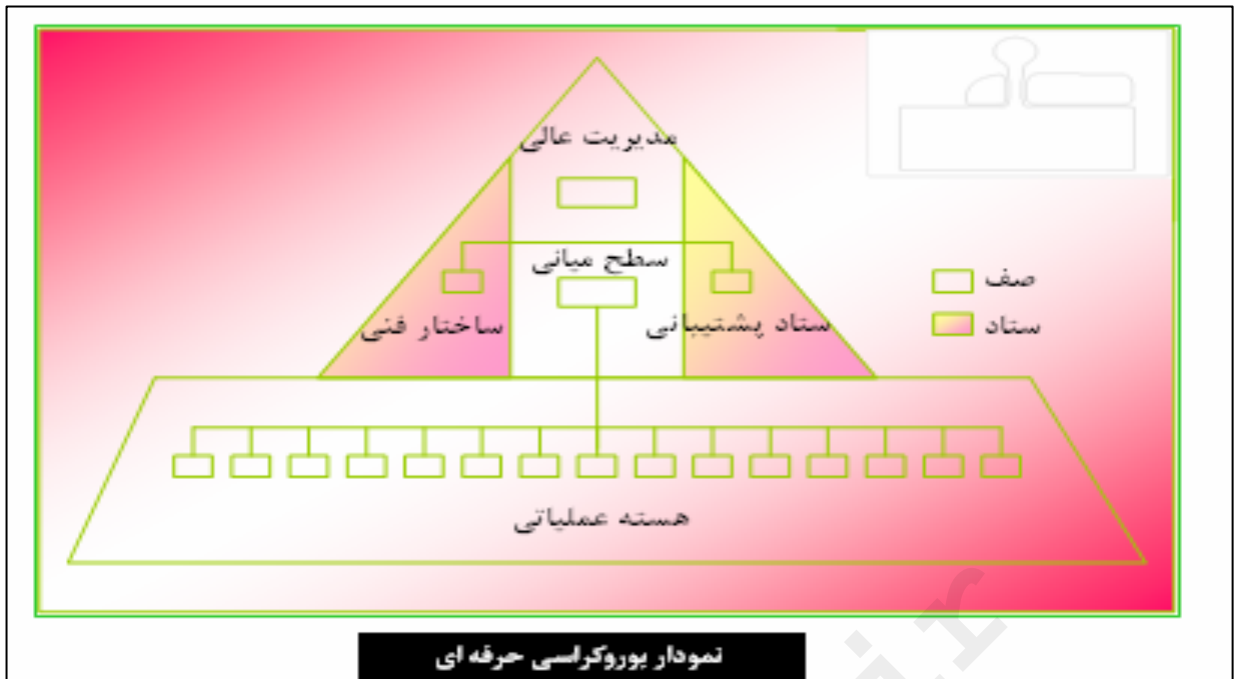 مدیریت عالی
سطح میانی
ساختار فنی
ستاد پشتیبانی
صف
ستاد
هسته عملیاتی
نمودار بوروکراسی حرفه ای